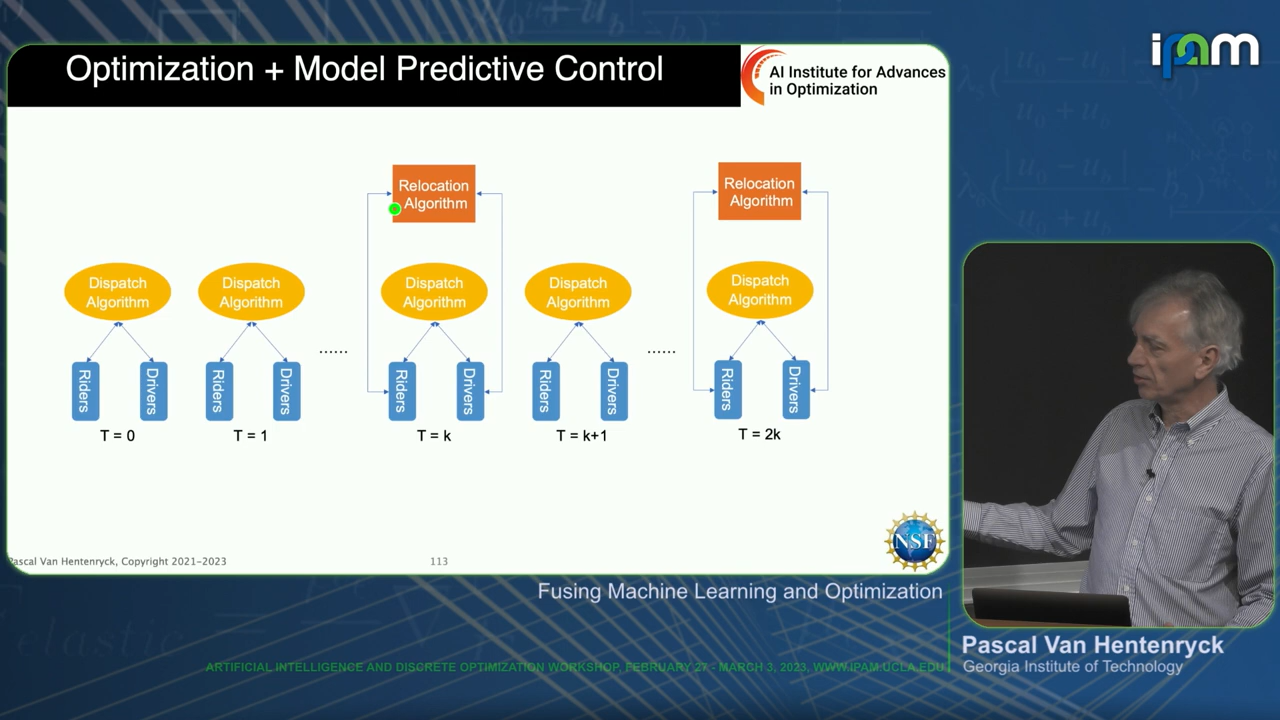 Optimization + Model Predictive Control
AI Institute for Advances
in Optimization
ipam
Relocation
Algorithm
Relocation
Algorithm
Dispatch
Algorithm
Dispatch
Algorithm
Dispatch
Algorithm
Dispatch
Algorithm
Dispatch
Algorithm
Riders
Drivers
Riders
Drivers
......
Riders
Drivers
Riders
Drivers
......
Riders
Drivers
T = 0
T = 1
T = k
T = k+1
T = 2k
NSF
Pascal Van Hentenryck, Copyright 2021-2023
113
Fusing Machine Learning and Optimization
Pascal Van Hentenryck
Georgia Institute of Technology
ARTIFICIAL INTELLIGENCE AND DISCRETE OPTIMIZATION WORKSHOP, FEBRUARY 27 - MARCH 3, 2023, WWW.IPAM.UCLA.EDU
elastic